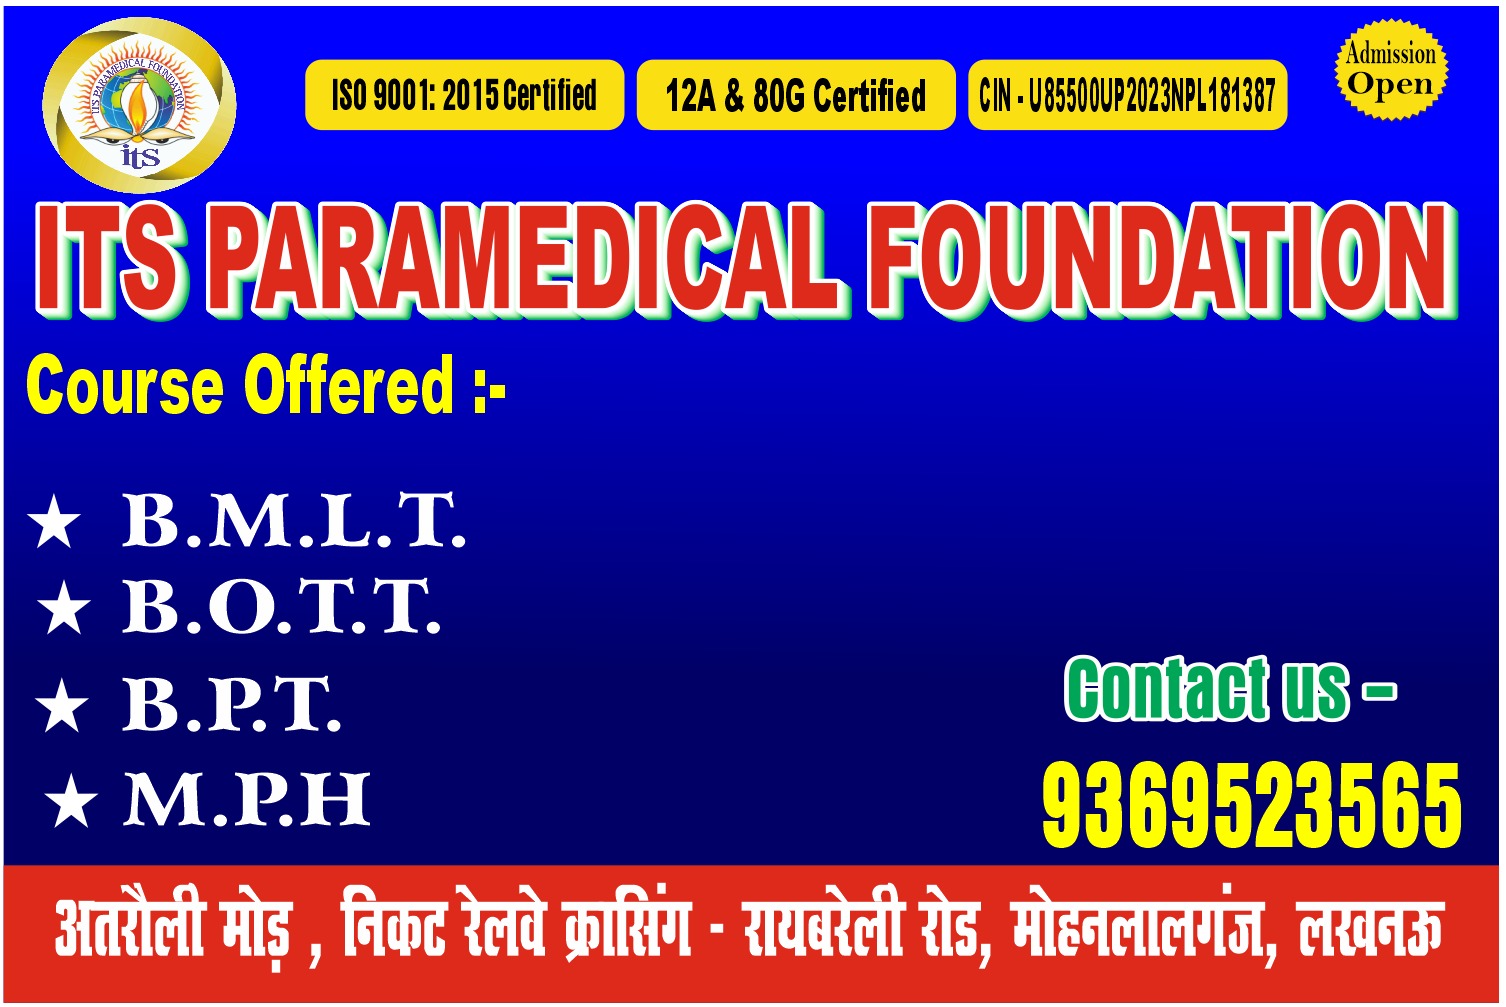 ITS PARAMEDICAL FOUNDATION
itS
ISO 9001: 2015 Certified
12A & 80G Certified
CIN - U85500UP2023NPL181387
Admission
Open
ITS PARAMEDICAL FOUNDATION
Course Offered :-
★ B.M.L.T.
★ B.O.T.T.
★ B.P.T.
★ M.P.H
Contact us –
9369523565
अतरौली मोड़ , निकट रेलवे क्रासिंग - रायबरेली रोड, मोहनलालगंज, लखनऊ